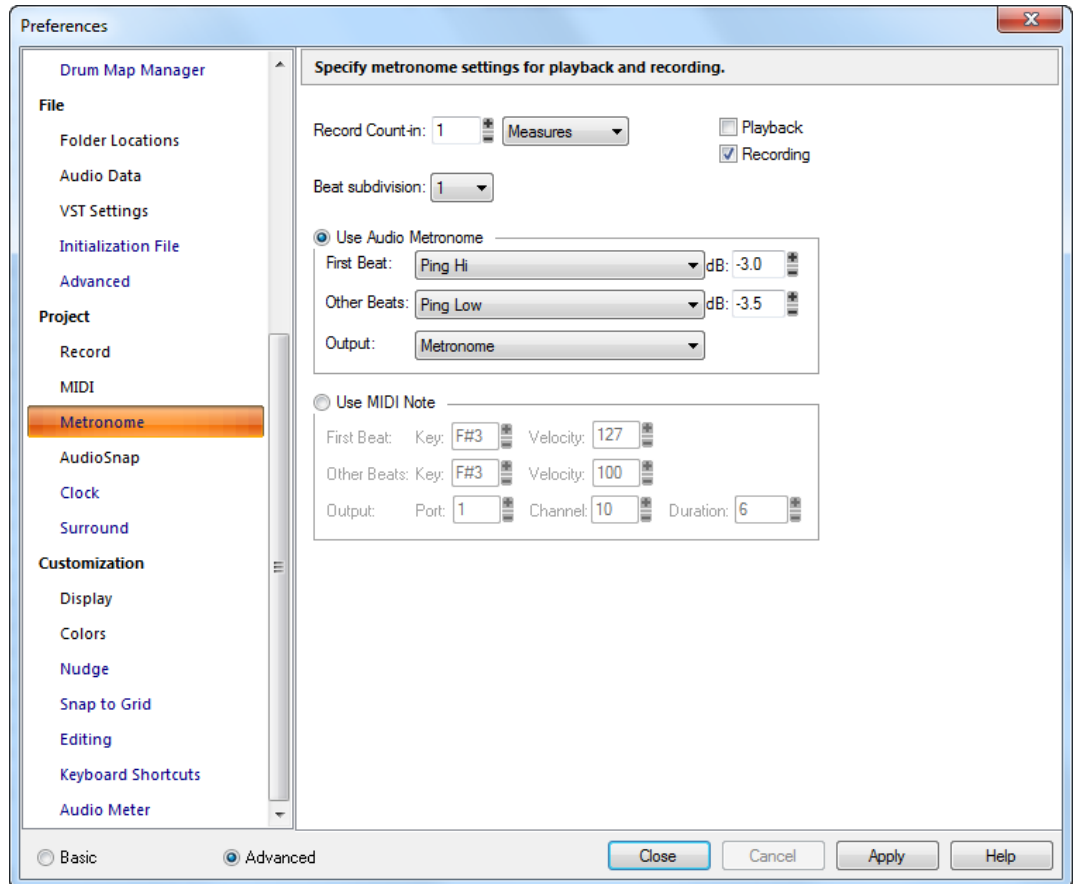 Preferences
Drum Map Manager
File
Folder Locations
Audio Data
VST Settings
Initialization File
Advanced
Project
Record
MIDI
Metronome
AudioSnap
Clock
Surround
Customization
Display
Colors
Nudge
Snap to Grid
Editing
Keyboard Shortcuts
Audio Meter
Specify metronome settings for playback and recording.
Record Count-in: 1 Measures
Playback
Recording
Beat subdivision: 1
Use Audio Metronome
First Beat: Ping Hi dB: -3.0
Other Beats: Ping Low dB: -3.5
Output: Metronome
Use MIDI Note
First Beat: Key: F#3 Velocity: 127
Other Beats: Key: F#3 Velocity: 100
Output: Port: 1 Channel: 10 Duration: 6
Basic Advanced Close Cancel Apply Help